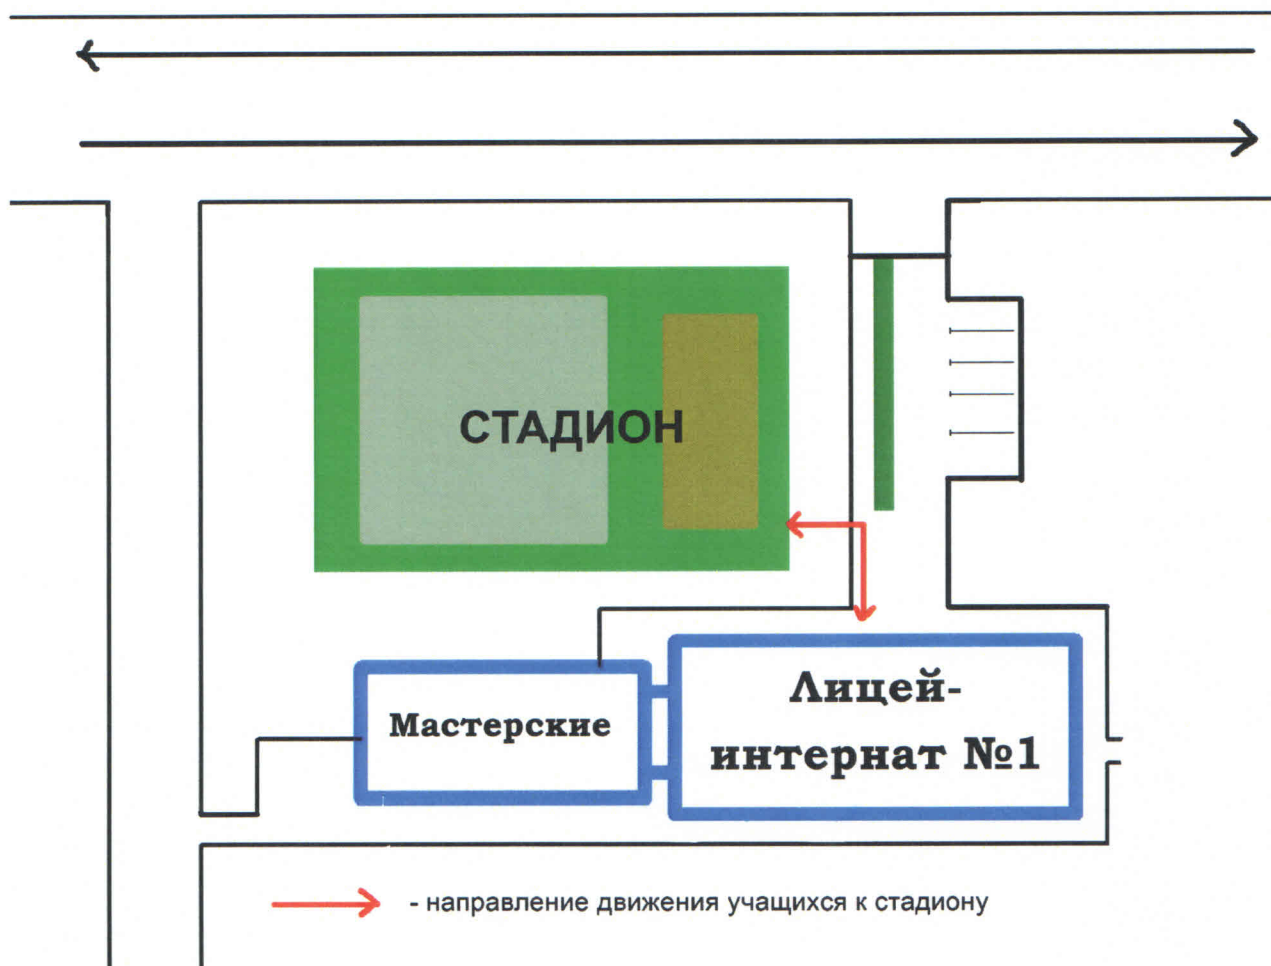 СТАДИОН
Лицей-
интернат №1
Мастерские
- направление движения учащихся к стадиону